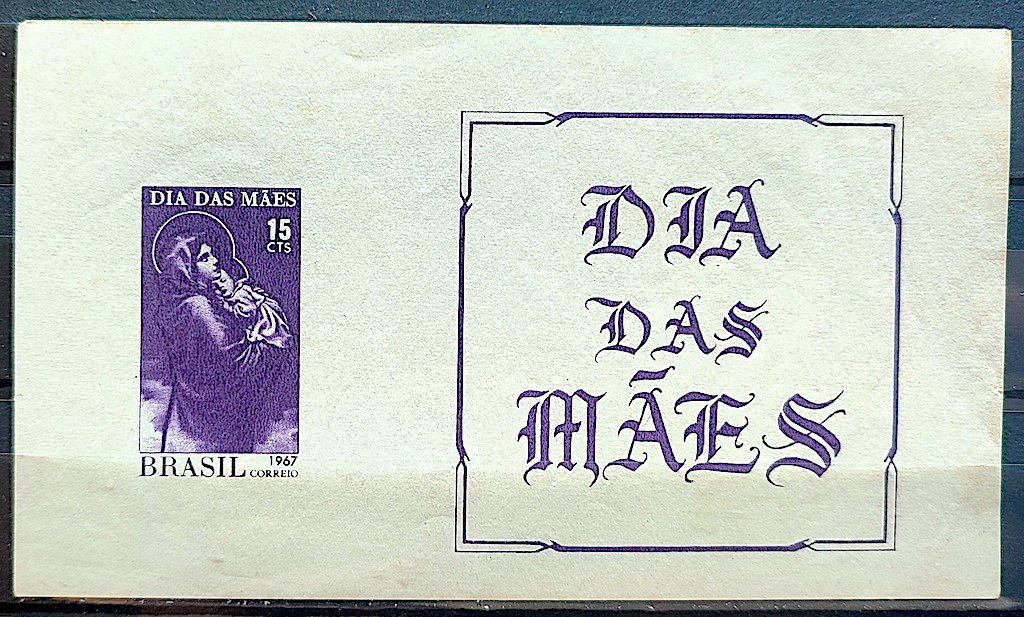 DIA DAS MÃES
15
CTS
BRASIL 1967 CORREIO
DIA
DAS
MÃES